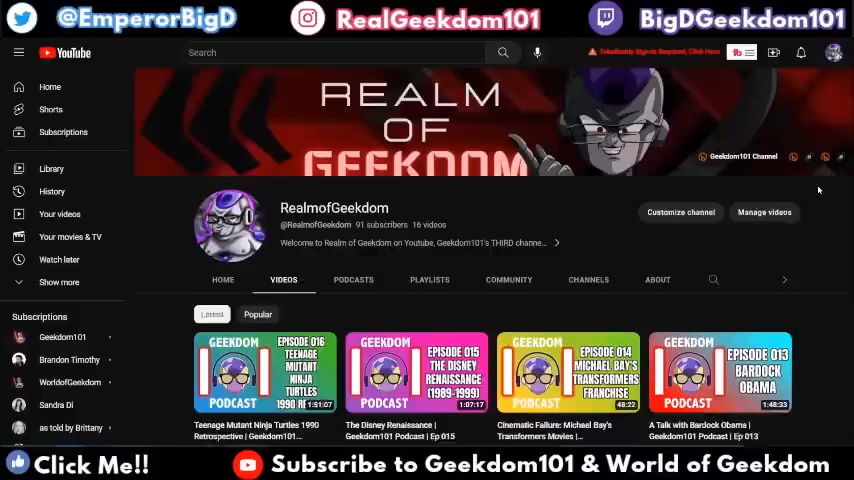 @EmperorBigD
RealGeekdom101
BigDGeekdom101
YouTube
Search
TubeBuddy Sign-in Required, Click Here
tb
REALM
OF
GEEKDOM
Geekdom101 Channel
Home
Shorts
Subscriptions
Library
History
Your videos
Your movies & TV
Watch later
Show more
Subscriptions
Geekdom101
Brandon Timothy
WorldofGeekdom
Sandra Di
as told by Brittany
RealmofGeekdom
@RealmofGeekdom 91 subscribers 16 videos
Welcome to Realm of Geekdom on Youtube, Geekdom101's THIRD channe...
Customize channel
Manage videos
HOME
VIDEOS
PODCASTS
PLAYLISTS
COMMUNITY
CHANNELS
ABOUT
Latest
Popular
GEEKDOM
PODCAST
EPISODE 016
TEENAGE
MUTANT
NINJA
TURTLES
1990 RE
1:51:07
Teenage Mutant Ninja Turtles 1990
Retrospective | Geekdom101...
GEEKDOM
PODCAST
EPISODE 015
THE DISNEY
RENAISSANCE
(1989-1999)
1:07:17
The Disney Renaissance |
Geekdom101 Podcast | Ep 015
GEEKDOM
PODCAST
EPISODE 014
MICHAEL BAY'S
TRANSFORMERS
FRANCHISE
48:22
Cinematic Failure: Michael Bay's
Transformers Movies |...
GEEKDOM
PODCAST
EPISODE 013
BARDOCK
OBAMA
1:48:33
A Talk with Bardock Obama |
Geekdom101 Podcast | Ep 013
Click Me!!
Subscribe to Geekdom101 & World of Geekdom